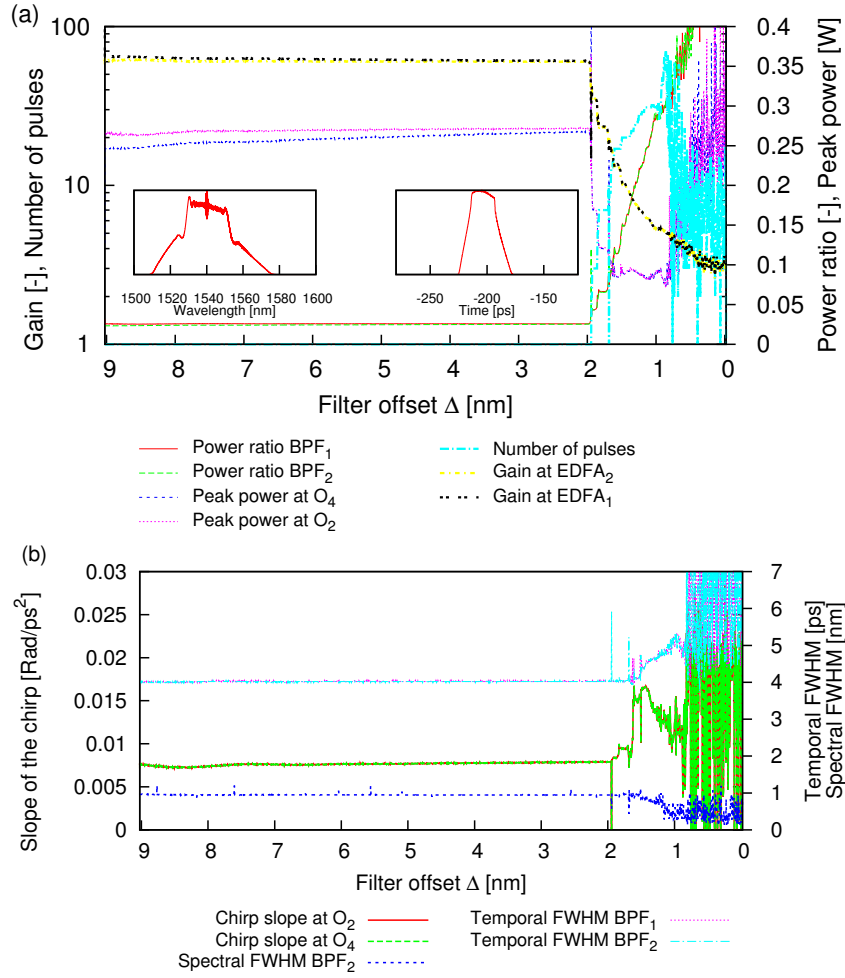 (a)
Gain [-], Number of pulses
100
10
1
0.4
0.35
0.3
0.25
0.2
0.15
0.1
0.05
0
Power ratio [-], Peak power [W]
1500 1520 1540 1560 1580 1600
Wavelength [nm]
-250 -200 -150
Time [ps]
9 8 7 6 5 4 3 2 1 0
Filter offset Δ [nm]
Power ratio BPF₁
Power ratio BPF₂
Peak power at O₄
Peak power at O₂
Number of pulses
Gain at EDFA₂
Gain at EDFA₁
(b)
Slope of the chirp [Rad/ps²]
0.03
0.025
0.02
0.015
0.01
0.005
0
7
6
5
4
3
2
1
0
Temporal FWHM [ps]
Spectral FWHM [nm]
9 8 7 6 5 4 3 2 1 0
Filter offset Δ [nm]
Chirp slope at O₂
Chirp slope at O₄
Spectral FWHM BPF₂
Temporal FWHM BPF₁
Temporal FWHM BPF₂